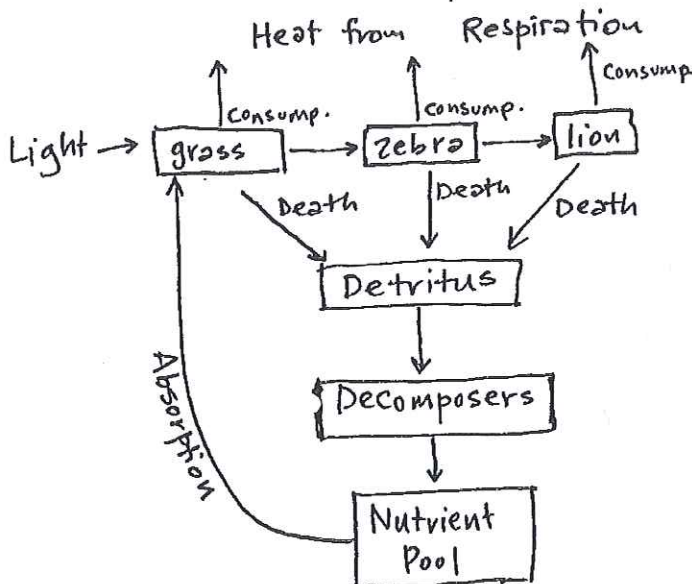 Heat from Respiration
Consump. Consump. Consump.
Light grass zebra lion
Death Death Death
Detritus
Decomposers
Absorption
Nutrient
Pool